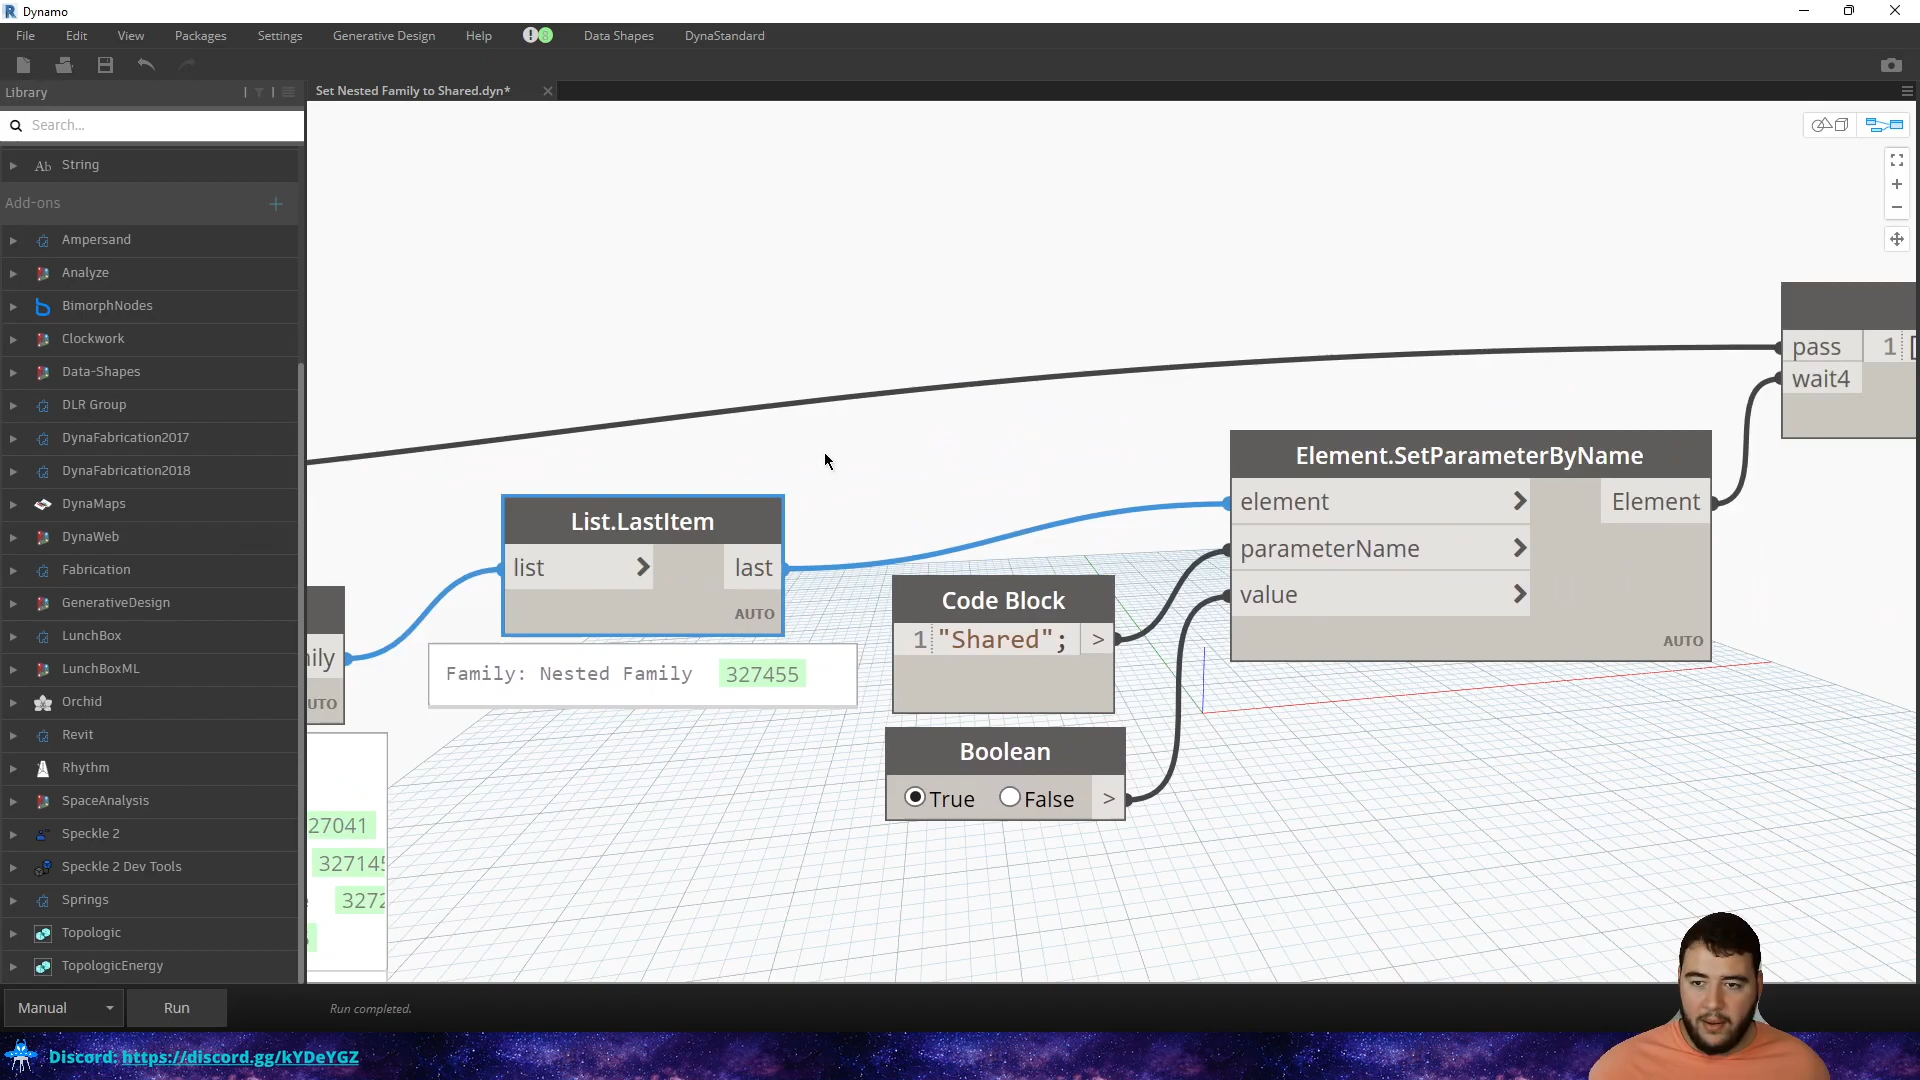 Dynamo
File Edit View Packages Settings Generative Design Help Data Shapes DynaStandard
Library
Set Nested Family to Shared.dyn*
Search...
String
Add-ons
Ampersand
Analyze
BimorphNodes
Clockwork
Data-Shapes
DLR Group
DynaFabrication2017
DynaFabrication2018
DynaMaps
DynaWeb
Fabrication
GenerativeDesign
LunchBox
LunchBoxML
Orchid
Revit
Rhythm
SpaceAnalysis
Speckle 2
Speckle 2 Dev Tools
Springs
Topologic
TopologicEnergy
pass 1 [
wait4
Element.SetParameterByName
element > Element
parameterName >
value >
AUTO
List.LastItem
list > last
AUTO
Family: Nested Family 327455
Code Block
1 "Shared"; >
Boolean
True False >
ily
UTO
27041
327145
3272
Manual Run Run completed.
Discord: https://discord.gg/kYDeYGZ